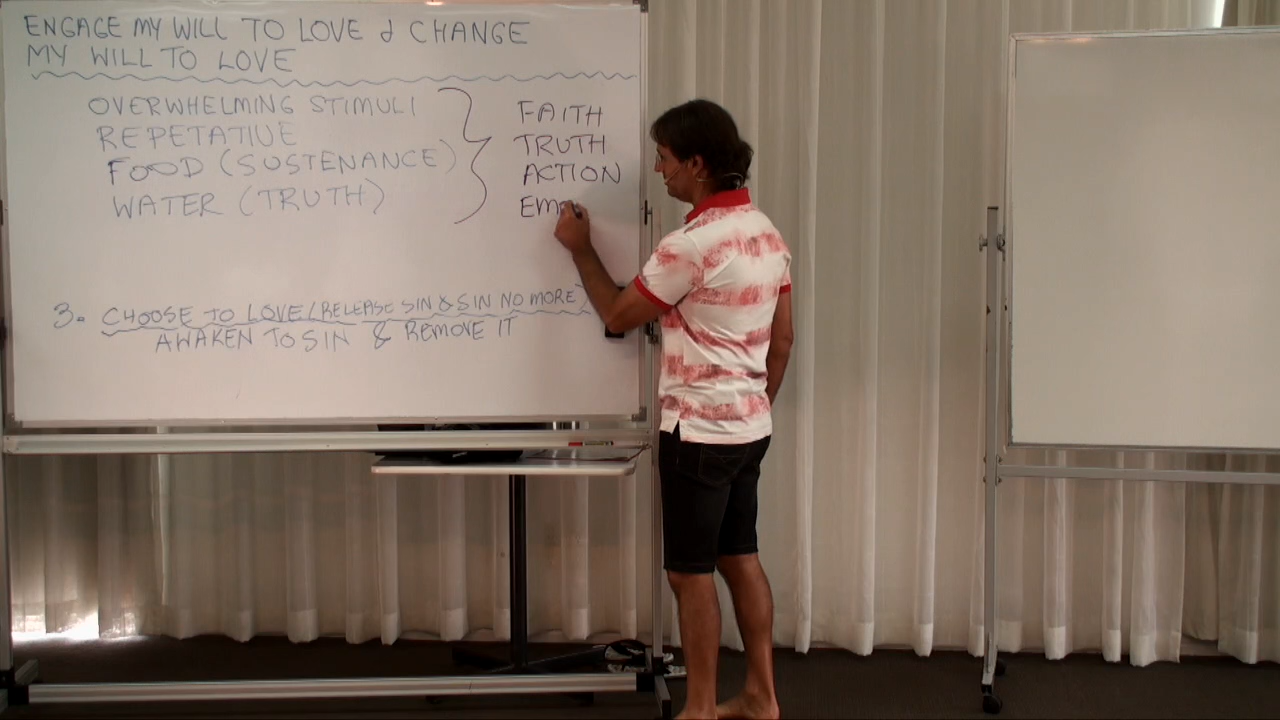 ENGAGE MY WILL TO LOVE & CHANGE
MY WILL TO LOVE
OVERWHELMING STIMULI
REPETATIVE
FOOD (SUSTENANCE)
WATER (TRUTH)
FAITH
TRUTH
ACTION
EMO
3. CHOOSE TO LOVE (RELEASE SIN & SIN NO MORE)
AWAKEN TO SIN & REMOVE IT